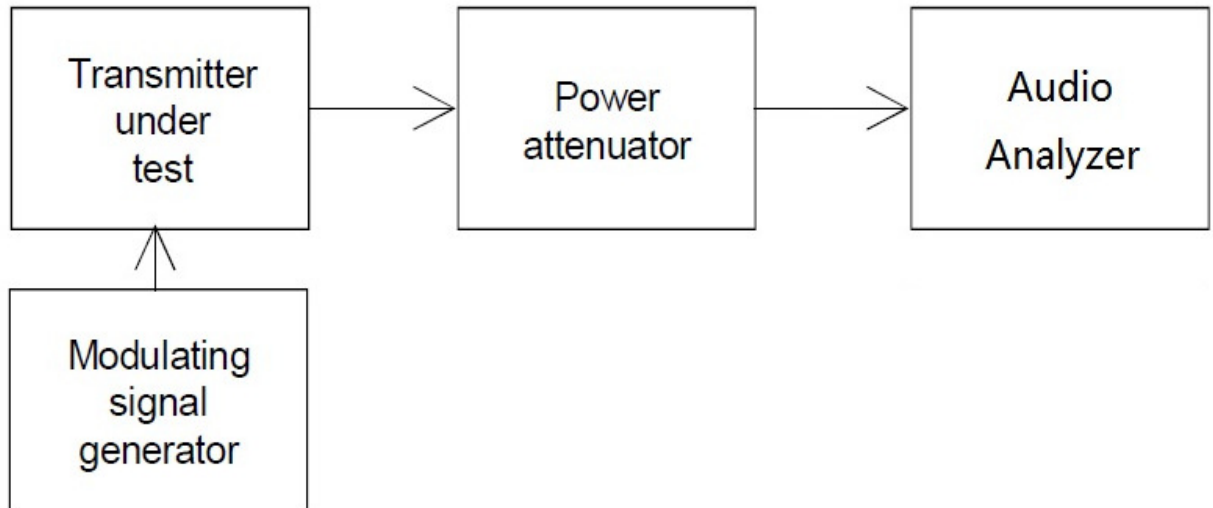 Transmitter
under
test
Power
attenuator
Audio
Analyzer
Modulating
signal
generator